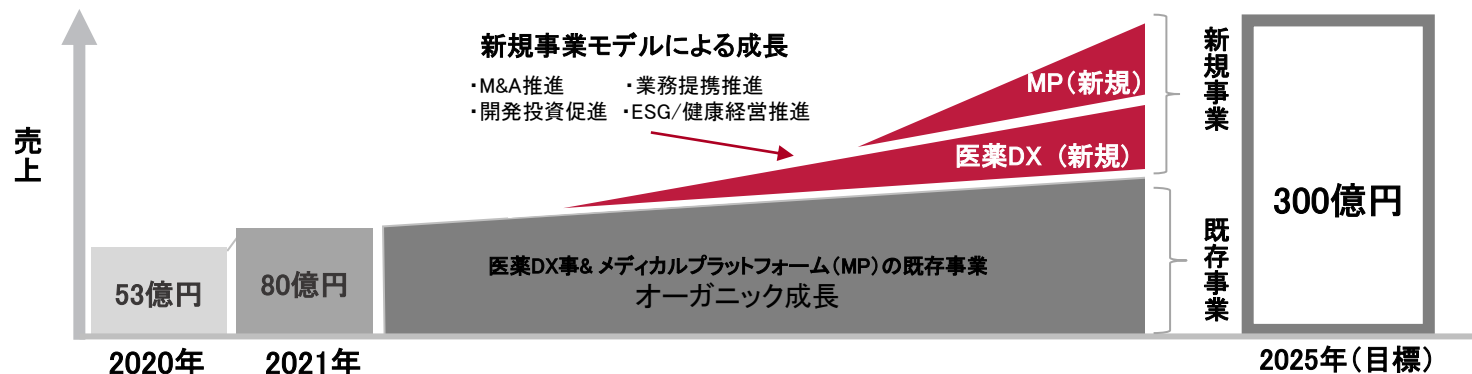 新規事業モデルによる成長
・M&A推進 ・業務提携推進
・開発投資促進 ・ESG/健康経営推進
売上
MP(新規)
医薬DX (新規)
新規事業
既存事業
医薬DX事& メディカルプラットフォーム(MP)の既存事業
オーガニック成長
53億円
80億円
300億円
2020年
2021年
2025年(目標)